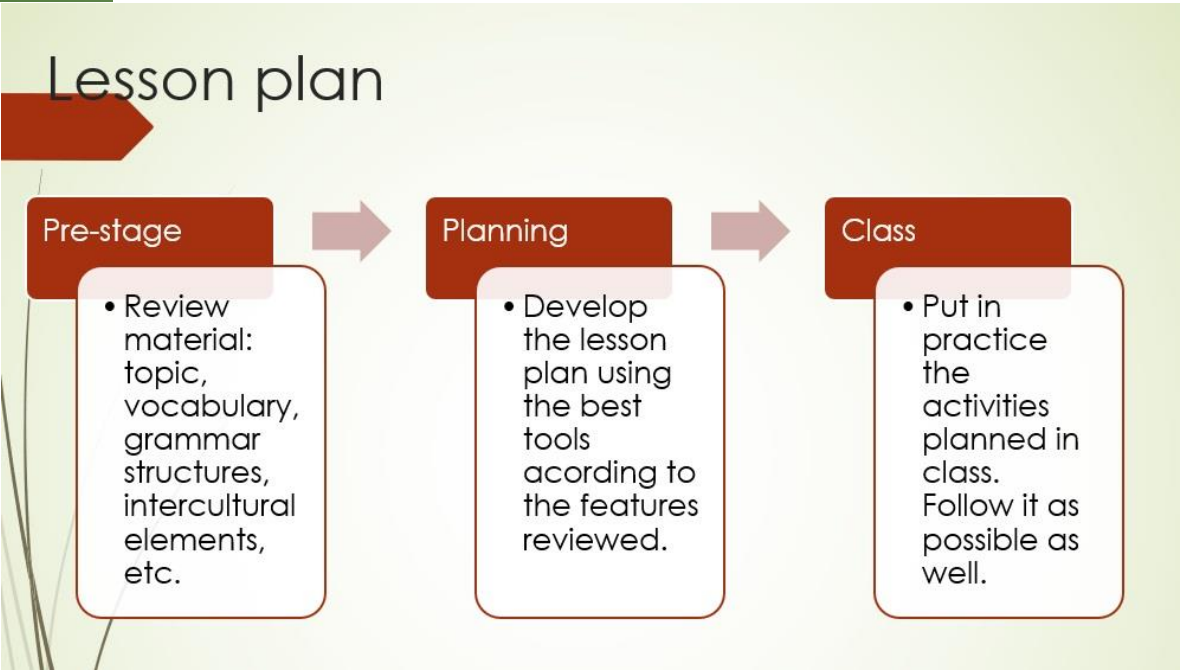 Lesson plan
Pre-stage
• Review
material:
topic,
vocabulary,
grammar
structures,
intercultural
elements,
etc.
Planning
• Develop
the lesson
plan using
the best
tools
acording to
the features
reviewed.
Class
• Put in
practice
the
activities
planned in
class.
Follow it as
possible as
well.